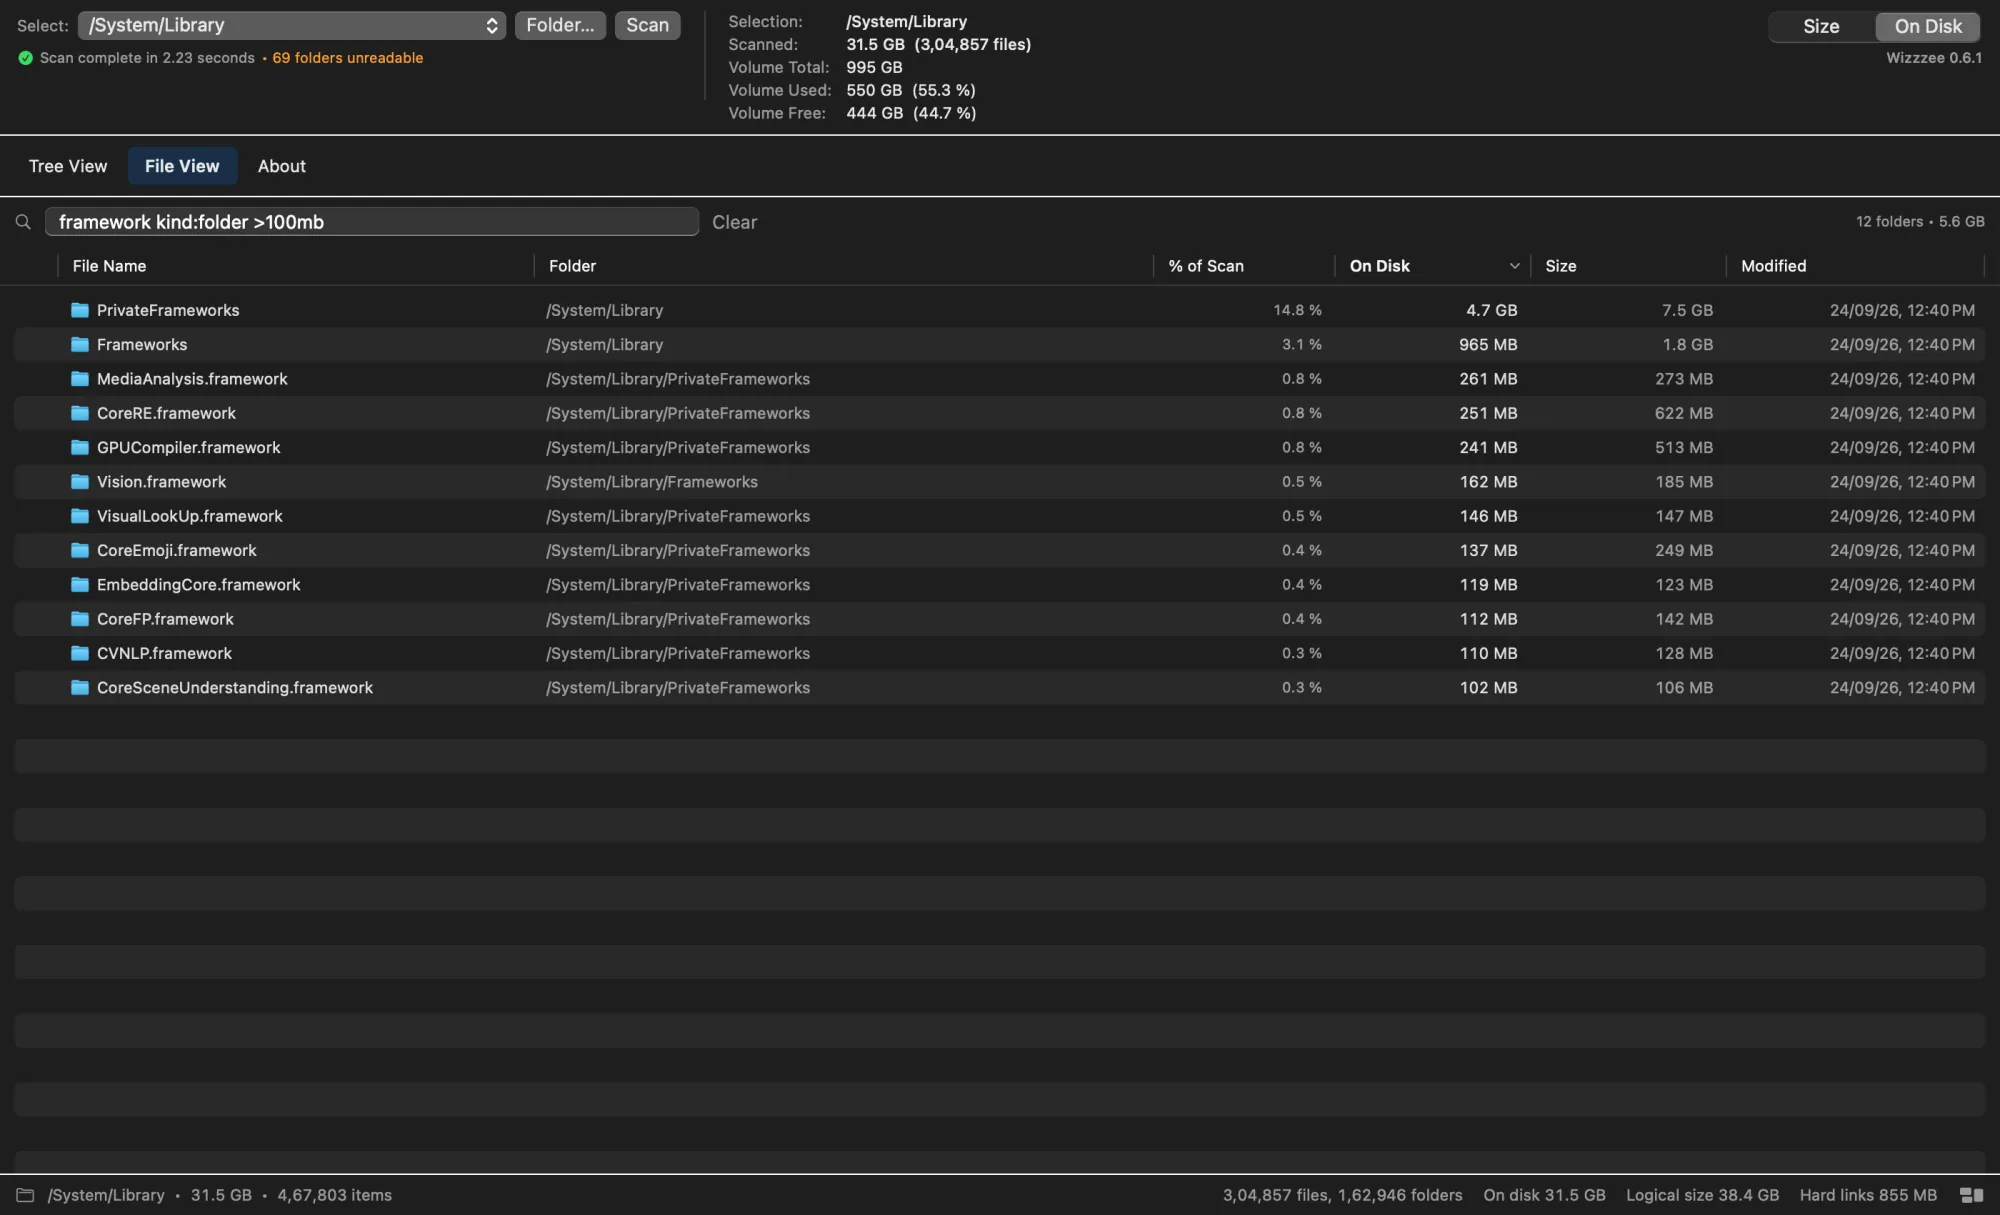 Select: /System/Library Folder... Scan
Scan complete in 2.23 seconds • 69 folders unreadable
Selection: /System/Library
Scanned: 31.5 GB (3,04,857 files)
Volume Total: 995 GB
Volume Used: 550 GB (55.3 %)
Volume Free: 444 GB (44.7 %)
Size On Disk
Wizzzee 0.6.1
Tree View File View About
framework kind:folder >100mb Clear 12 folders • 5.6 GB
File Name Folder % of Scan On Disk Size Modified
PrivateFrameworks /System/Library 14.8 % 4.7 GB 7.5 GB 24/09/26, 12:40 PM
Frameworks /System/Library 3.1 % 965 MB 1.8 GB 24/09/26, 12:40 PM
MediaAnalysis.framework /System/Library/PrivateFrameworks 0.8 % 261 MB 273 MB 24/09/26, 12:40 PM
CoreRE.framework /System/Library/PrivateFrameworks 0.8 % 251 MB 622 MB 24/09/26, 12:40 PM
GPUCompiler.framework /System/Library/PrivateFrameworks 0.8 % 241 MB 513 MB 24/09/26, 12:40 PM
Vision.framework /System/Library/Frameworks 0.5 % 162 MB 185 MB 24/09/26, 12:40 PM
VisualLookUp.framework /System/Library/PrivateFrameworks 0.5 % 146 MB 147 MB 24/09/26, 12:40 PM
CoreEmoji.framework /System/Library/PrivateFrameworks 0.4 % 137 MB 249 MB 24/09/26, 12:40 PM
EmbeddingCore.framework /System/Library/PrivateFrameworks 0.4 % 119 MB 123 MB 24/09/26, 12:40 PM
CoreFP.framework /System/Library/PrivateFrameworks 0.4 % 112 MB 142 MB 24/09/26, 12:40 PM
CVNLP.framework /System/Library/PrivateFrameworks 0.3 % 110 MB 128 MB 24/09/26, 12:40 PM
CoreSceneUnderstanding.framework /System/Library/PrivateFrameworks 0.3 % 102 MB 106 MB 24/09/26, 12:40 PM
/System/Library • 31.5 GB • 4,67,803 items 3,04,857 files, 1,62,946 folders On disk 31.5 GB Logical size 38.4 GB Hard links 855 MB